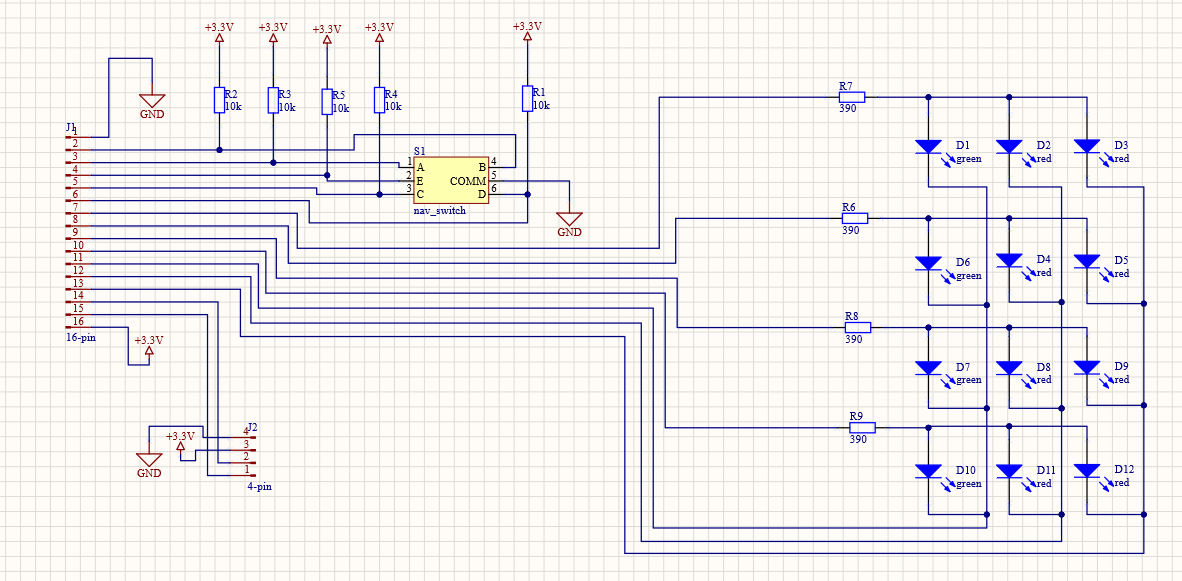 +3.3V +3.3V +3.3V +3.3V +3.3V
R2 R3 R5 R4 R1 R7
10k 10k 10k 10k 10k 390
GND
J1
1
2
3
4
5
6
7
8
9
10
11
12
13
14
15
16
16-pin
S1
1 A B 4
2 E COMM 5
3 C D 6
nav_switch
GND
D1 D2 D3
green red red
R6
390
D6 D4 D5
green red red
R8
390
D7 D8 D9
green red red
R9
390
D10 D11 D12
green red red
+3.3V
+3.3V
GND
J2
4
3
2
1
4-pin